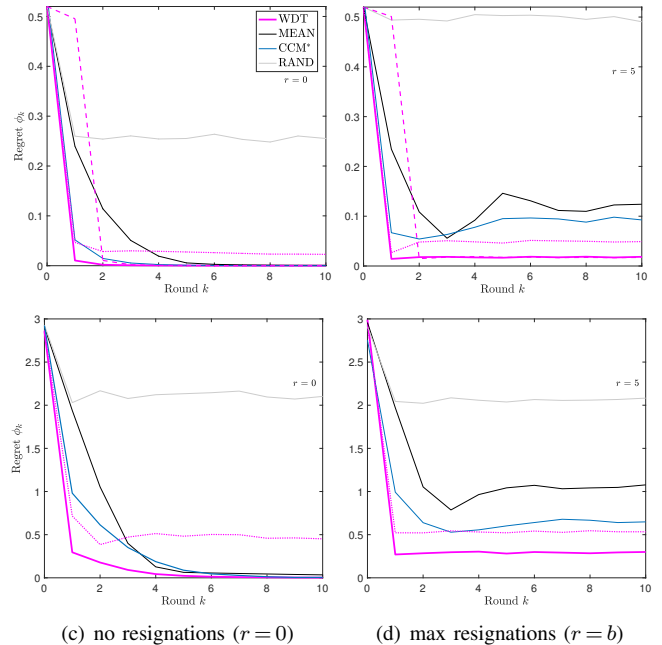 0.5
0.4
0.3
0.2
0.1
0
Regret ϕk
WDT
MEAN
CCM*
RAND
r = 0
0 2 4 6 8 10
Round k
0.5
0.4
0.3
0.2
0.1
0
r = 5
0 2 4 6 8 10
Round k
3
2.5
2
1.5
1
0.5
0
Regret ϕk
r = 0
0 2 4 6 8 10
Round k
3
2.5
2
1.5
1
0.5
0
r = 5
0 2 4 6 8 10
Round k
(c) no resignations (r = 0)
(d) max resignations (r = b)